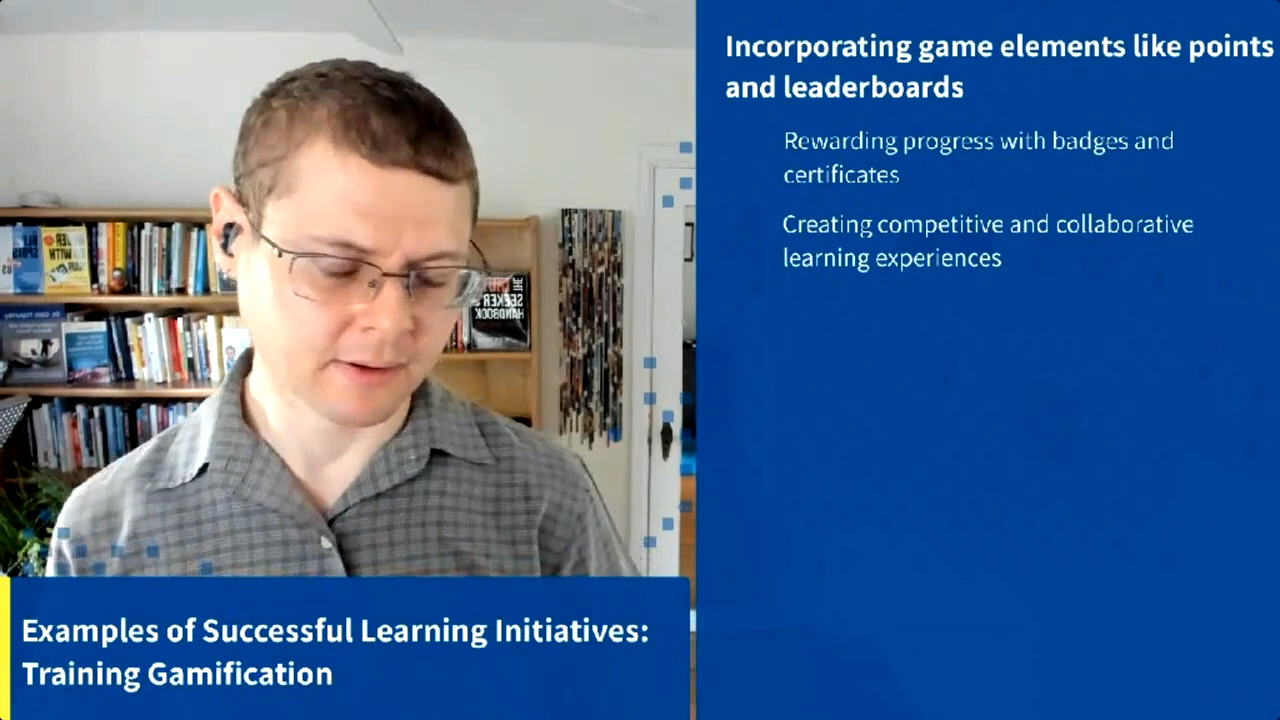 Incorporating game elements like points
and leaderboards
Rewarding progress with badges and
certificates
Creating competitive and collaborative
learning experiences
THE
SEEKER'S
HANDBOOK
Examples of Successful Learning Initiatives:
Training Gamification